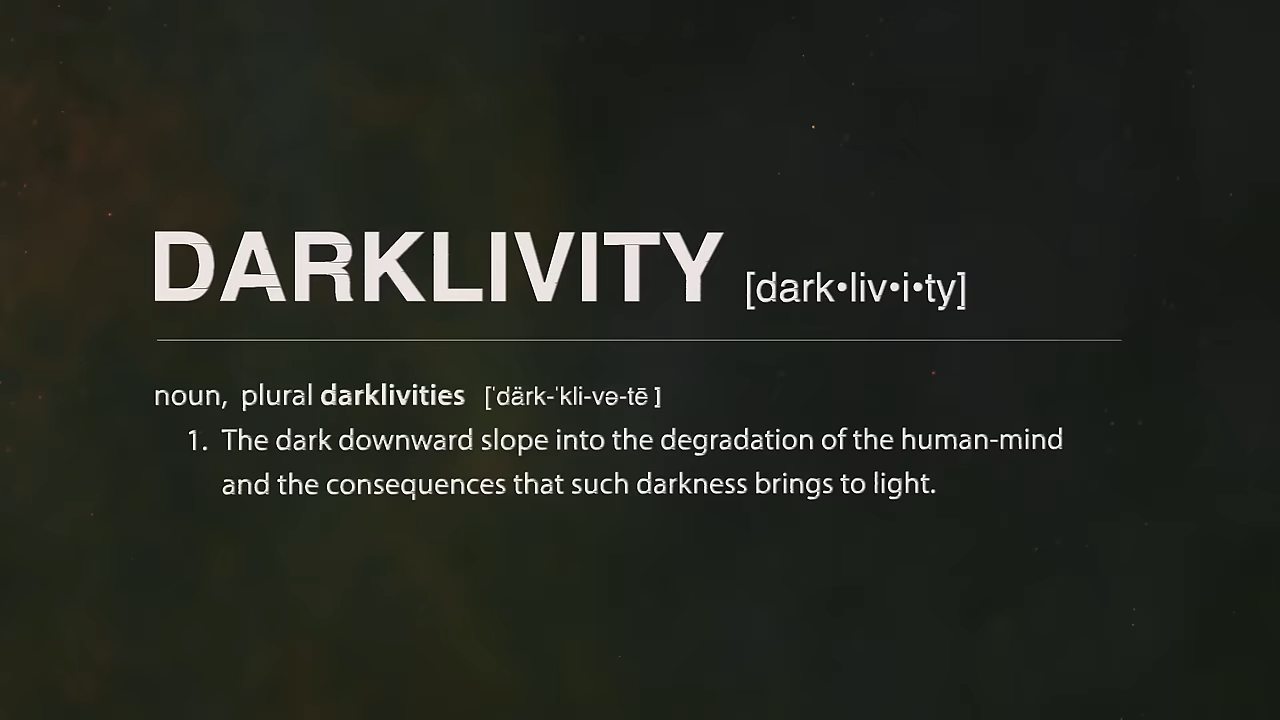 DARKLIVITY [dark•liv•i•ty]
noun, plural darklivities [ˈdärk-ˈkli-və-tē ]
1. The dark downward slope into the degradation of the human-mind
and the consequences that such darkness brings to light.